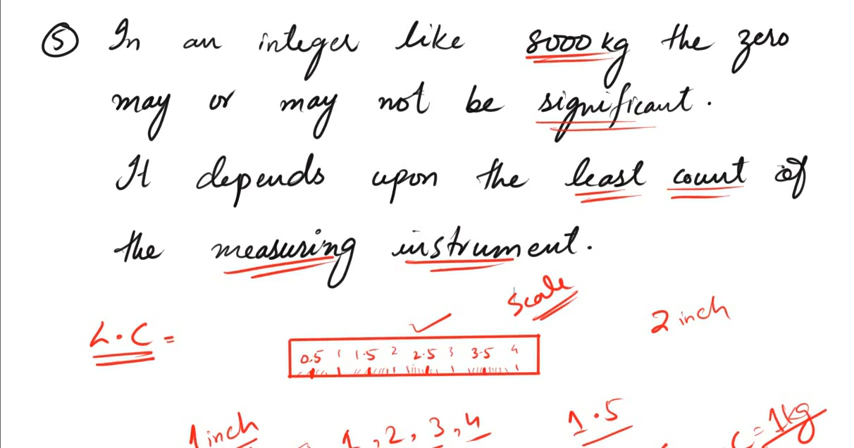 ⑤ In an integer like 8000 kg the zero
may or may not be significant.
It depends upon the least count of
the measuring instrument.
Scale
L.C =
0.5 1 1.5 2 2.5 3 3.5 4
2 inch
1 inch
1, 2, 3, 4
1.5
C = 1kg